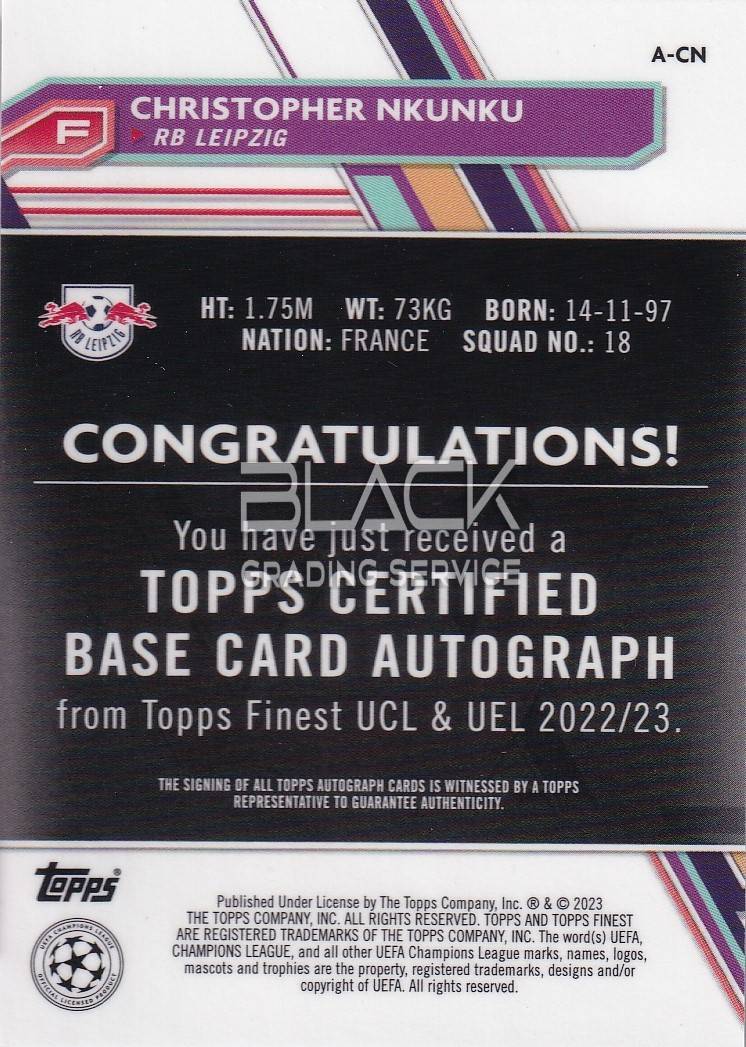 A-CN
F
CHRISTOPHER NKUNKU
RB LEIPZIG
HT: 1.75M WT: 73KG BORN: 14-11-97
NATION: FRANCE SQUAD NO.: 18
RB LEIPZIG
CONGRATULATIONS!
BLACK
You have just received a
GRADING SERVICE
TOPPS CERTIFIED
BASE CARD AUTOGRAPH
from Topps Finest UCL & UEL 2022/23.
THE SIGNING OF ALL TOPPS AUTOGRAPH CARDS IS WITNESSED BY A TOPPS
REPRESENTATIVE TO GUARANTEE AUTHENTICITY.
topps®
UEFA CHAMPIONS LEAGUE
OFFICIAL LICENSED PRODUCT
Published Under License by The Topps Company, Inc. ® & © 2023
THE TOPPS COMPANY, INC. ALL RIGHTS RESERVED. TOPPS AND TOPPS FINEST
ARE REGISTERED TRADEMARKS OF THE TOPPS COMPANY, INC. The word(s) UEFA,
CHAMPIONS LEAGUE, and all other UEFA Champions League marks, names, logos,
mascots and trophies are the property, registered trademarks, designs and/or
copyright of UEFA. All rights reserved.